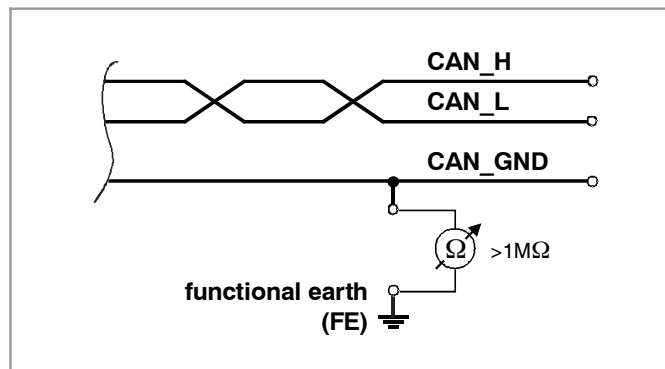 CAN_H
CAN_L
CAN_GND
Ω
>1MΩ
functional earth
(FE)